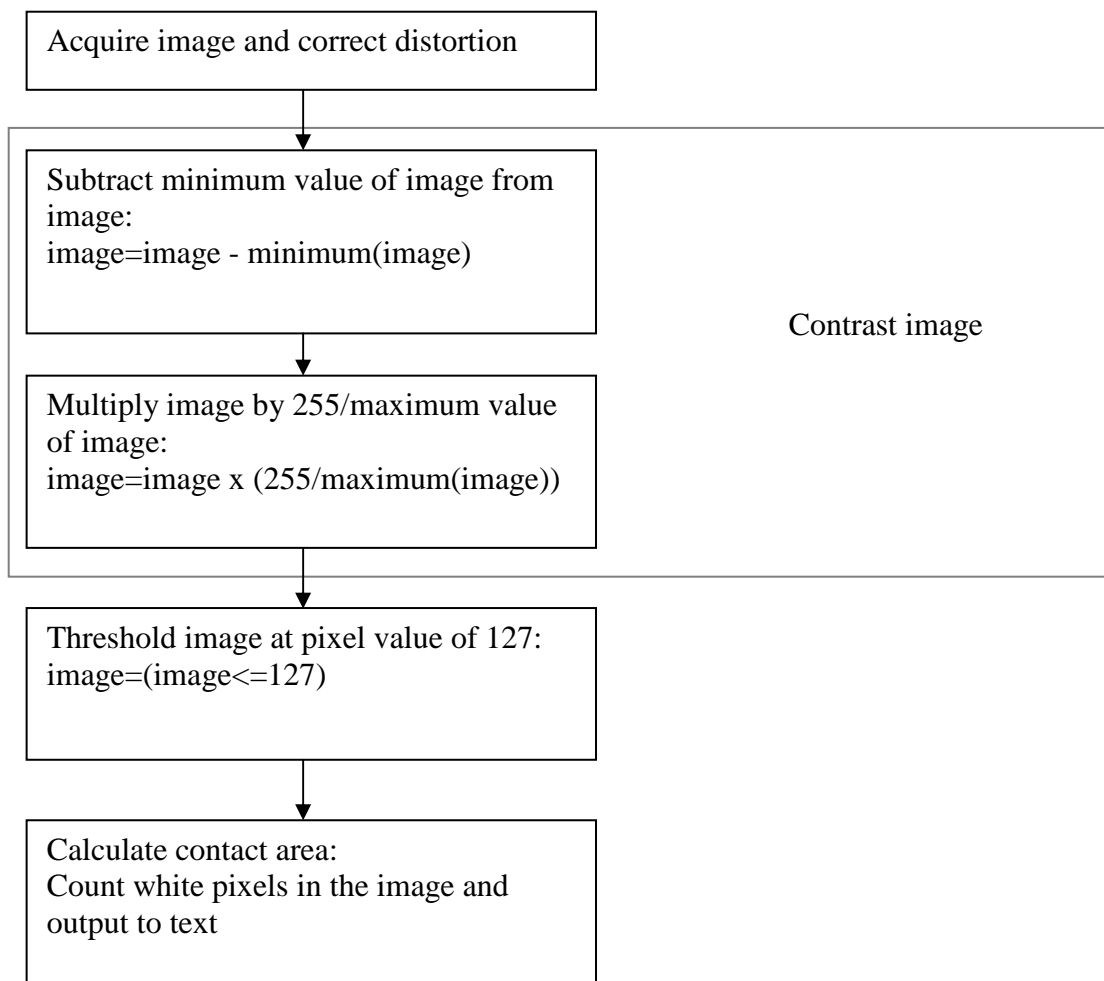 Acquire image and correct distortion
Subtract minimum value of image from
image:
image=image - minimum(image)
Contrast image
Multiply image by 255/maximum value
of image:
image=image x (255/maximum(image))
Threshold image at pixel value of 127:
image=(image<=127)
Calculate contact area:
Count white pixels in the image and
output to text